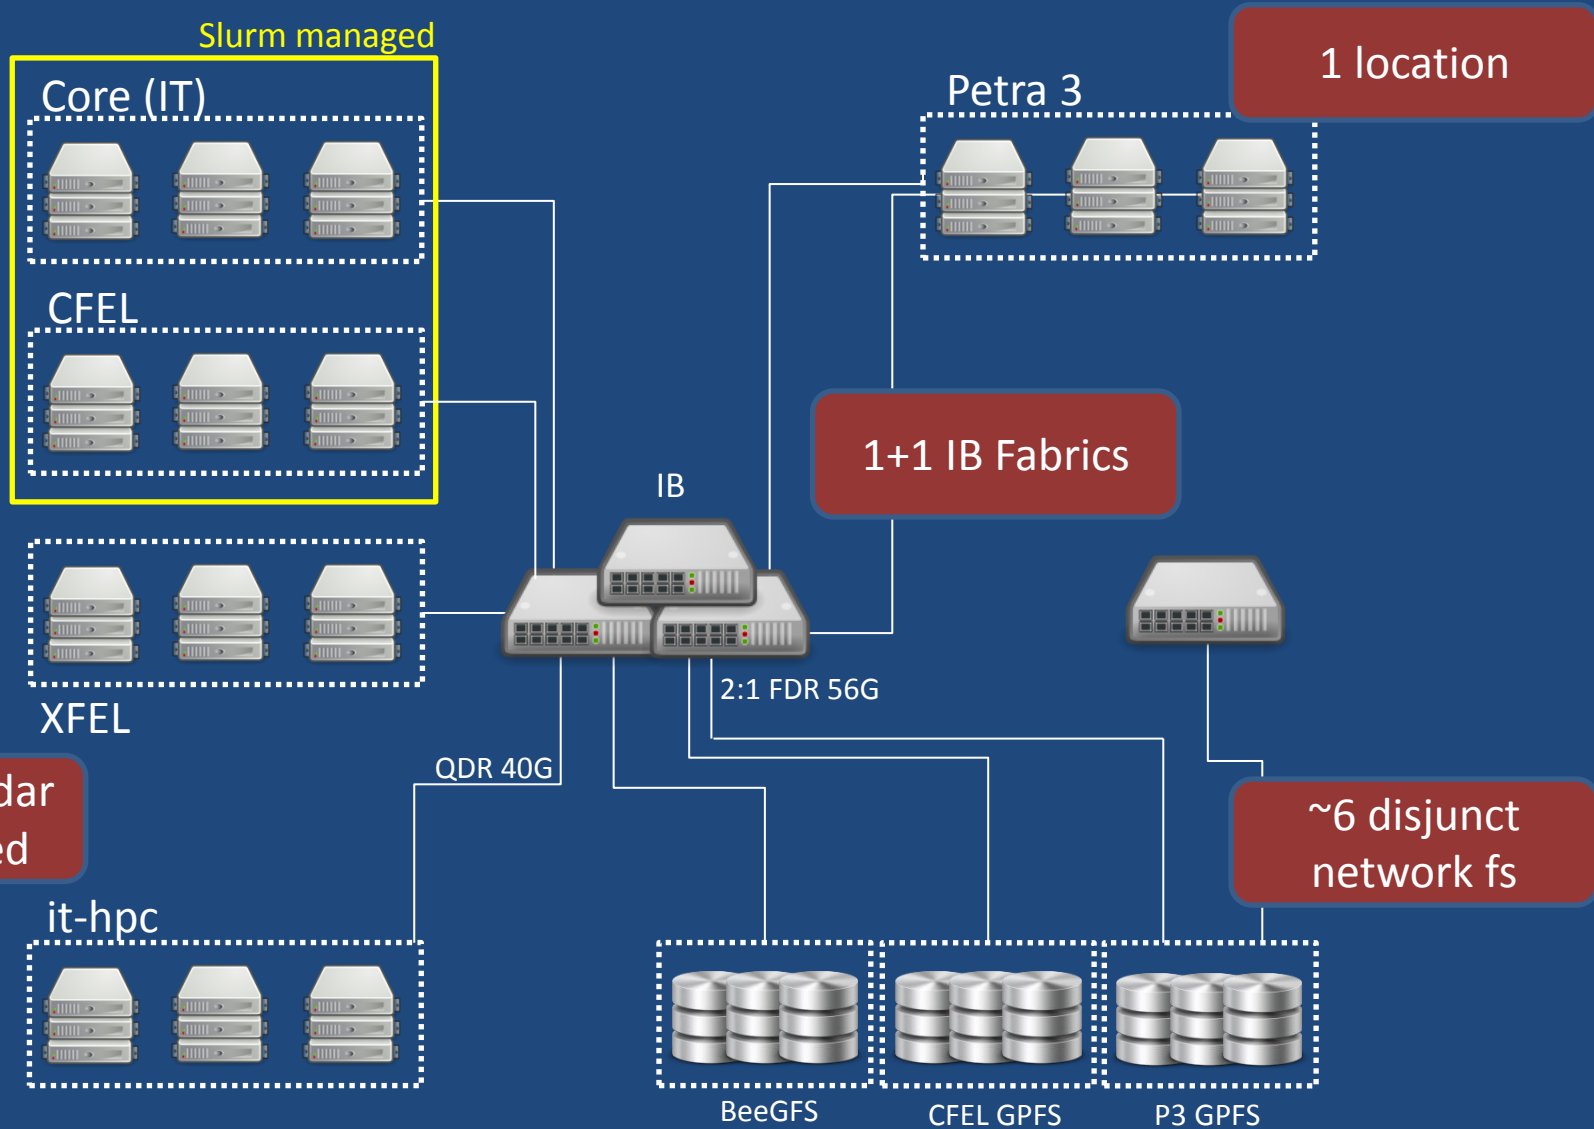 Slurm managed
1 location
Core (IT)
Petra 3
CFEL
1+1 IB Fabrics
IB
2:1 FDR 56G
XFEL
QDR 40G
~6 disjunct
network fs
it-hpc
BeeGFS
CFEL GPFS
P3 GPFS